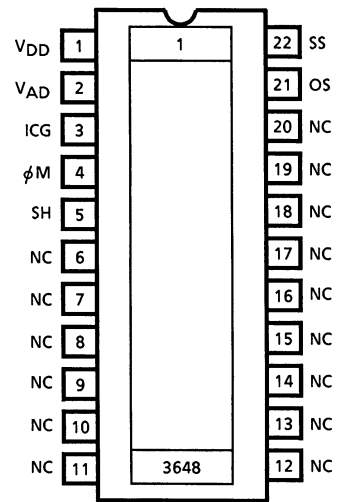 V_DD 1 1 22 SS
V_AD 2 21 OS
ICG 3 20 NC
ϕM 4 19 NC
SH 5 18 NC
NC 6 17 NC
NC 7 16 NC
NC 8 15 NC
NC 9 14 NC
NC 10 13 NC
NC 11 3648 12 NC